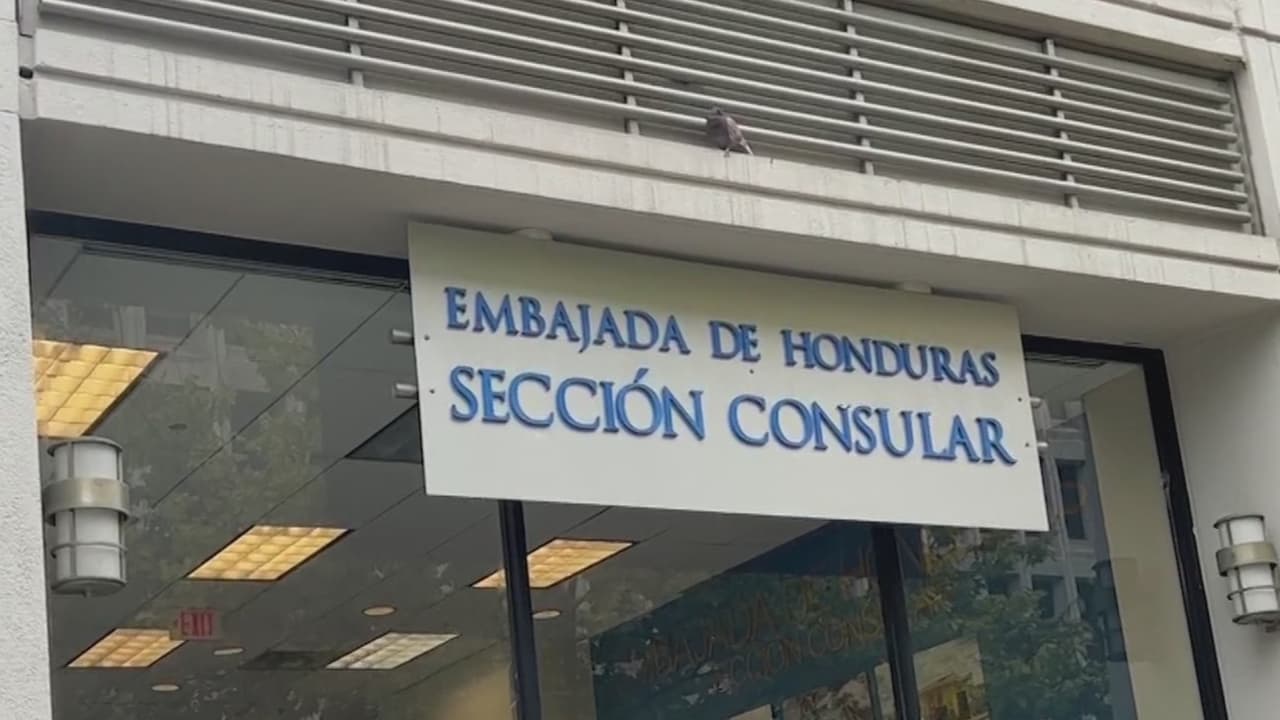 EMBAJADA DE HONDURAS
SECCIÓN CONSULAR
EXIT